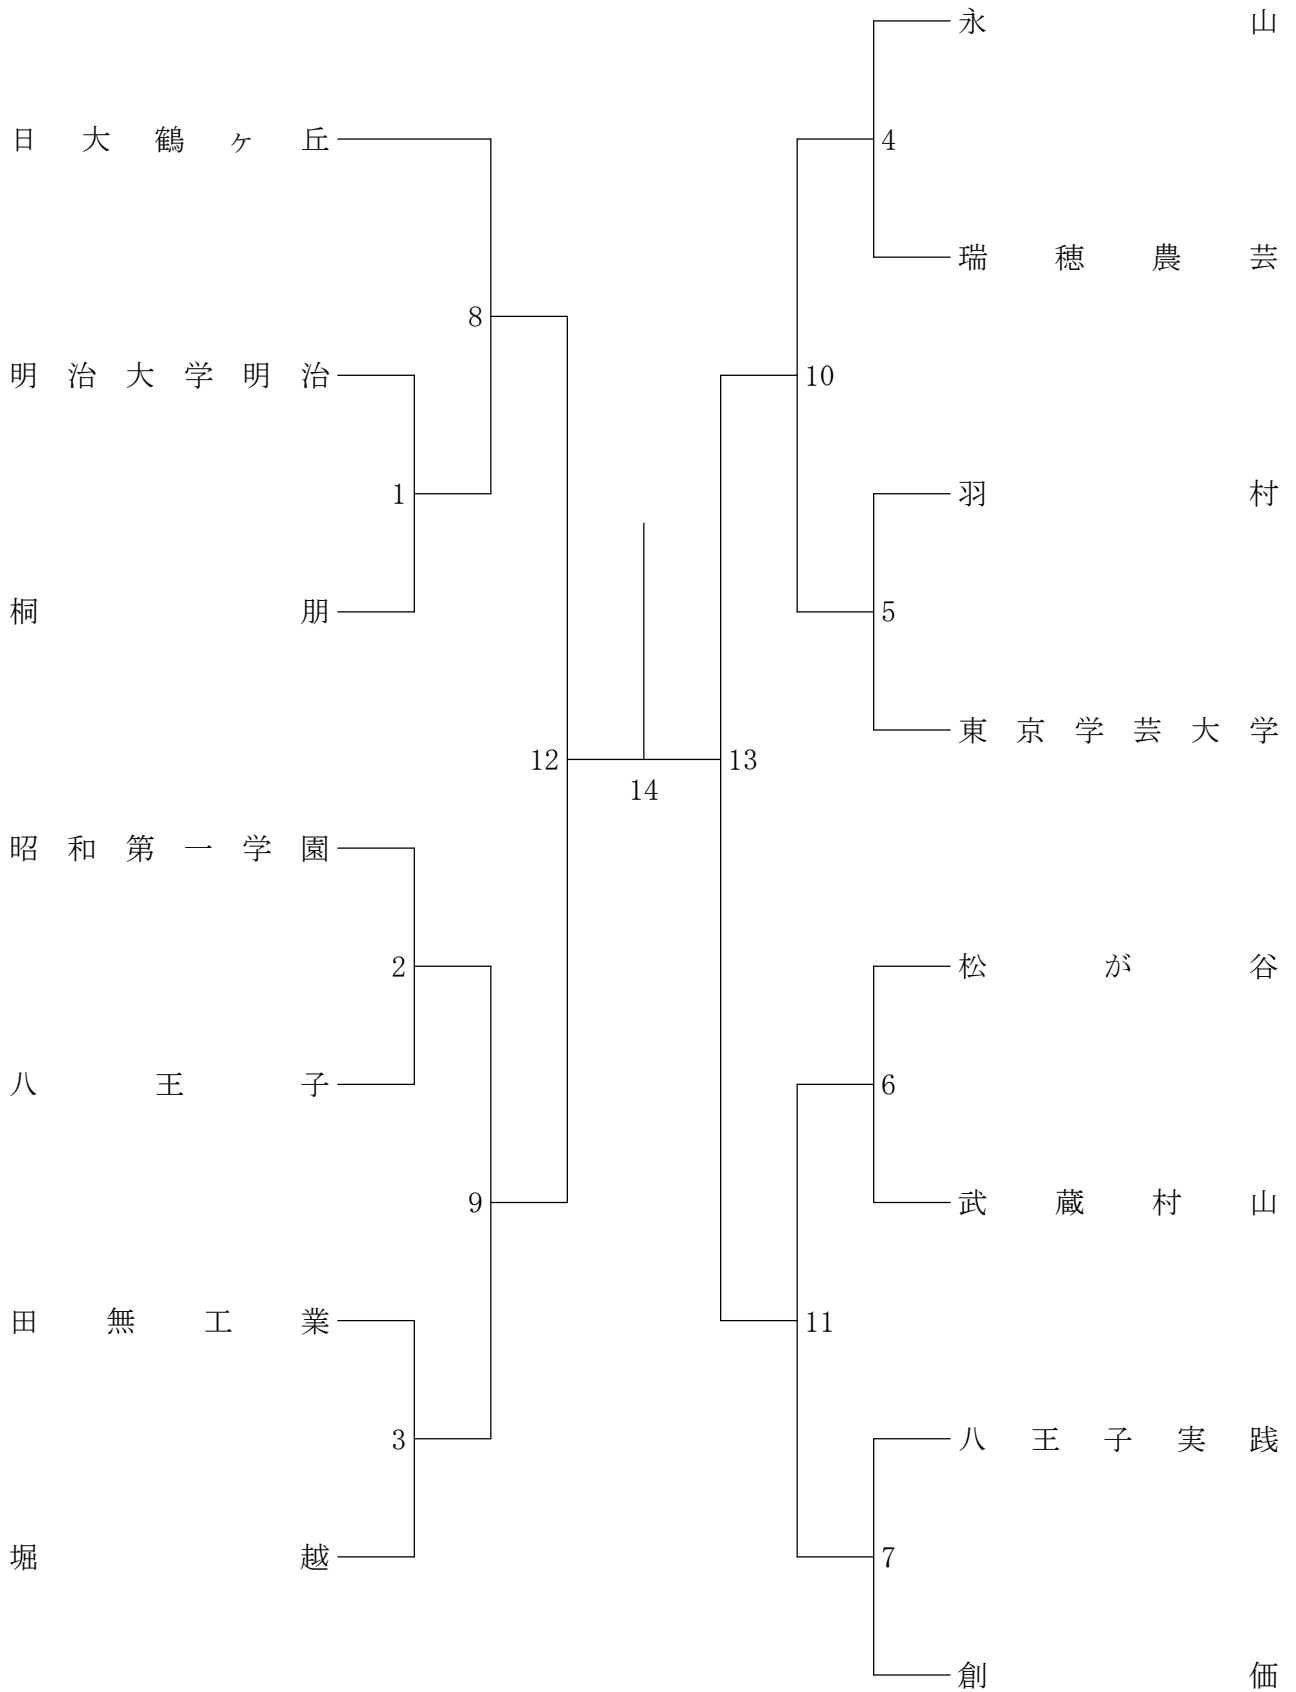 永山
日大鶴ヶ丘
4
瑞穂農芸
8
明治大学明治
10
1
羽村
桐朋
5
東京学芸大学
12
13
14
昭和第一学園
2
松が谷
八王子
6
9
武蔵村山
田無工業
11
3
八王子実践
堀越
7
創価